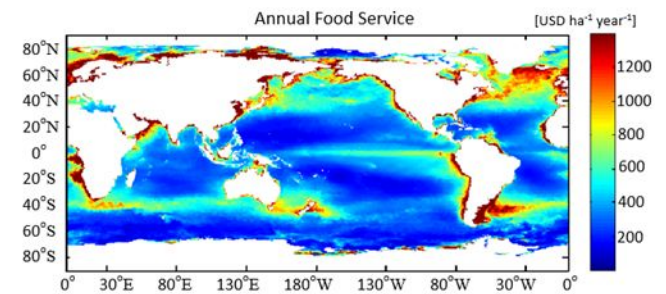 Annual Food Service
[USD ha⁻¹ year⁻¹]
80°N
60°N
40°N
20°N
0°
20°S
40°S
60°S
80°S
0° 30°E 80°E 130°E 180°W 130°W 80°W 30°W 0°
1200
1000
800
600
400
200